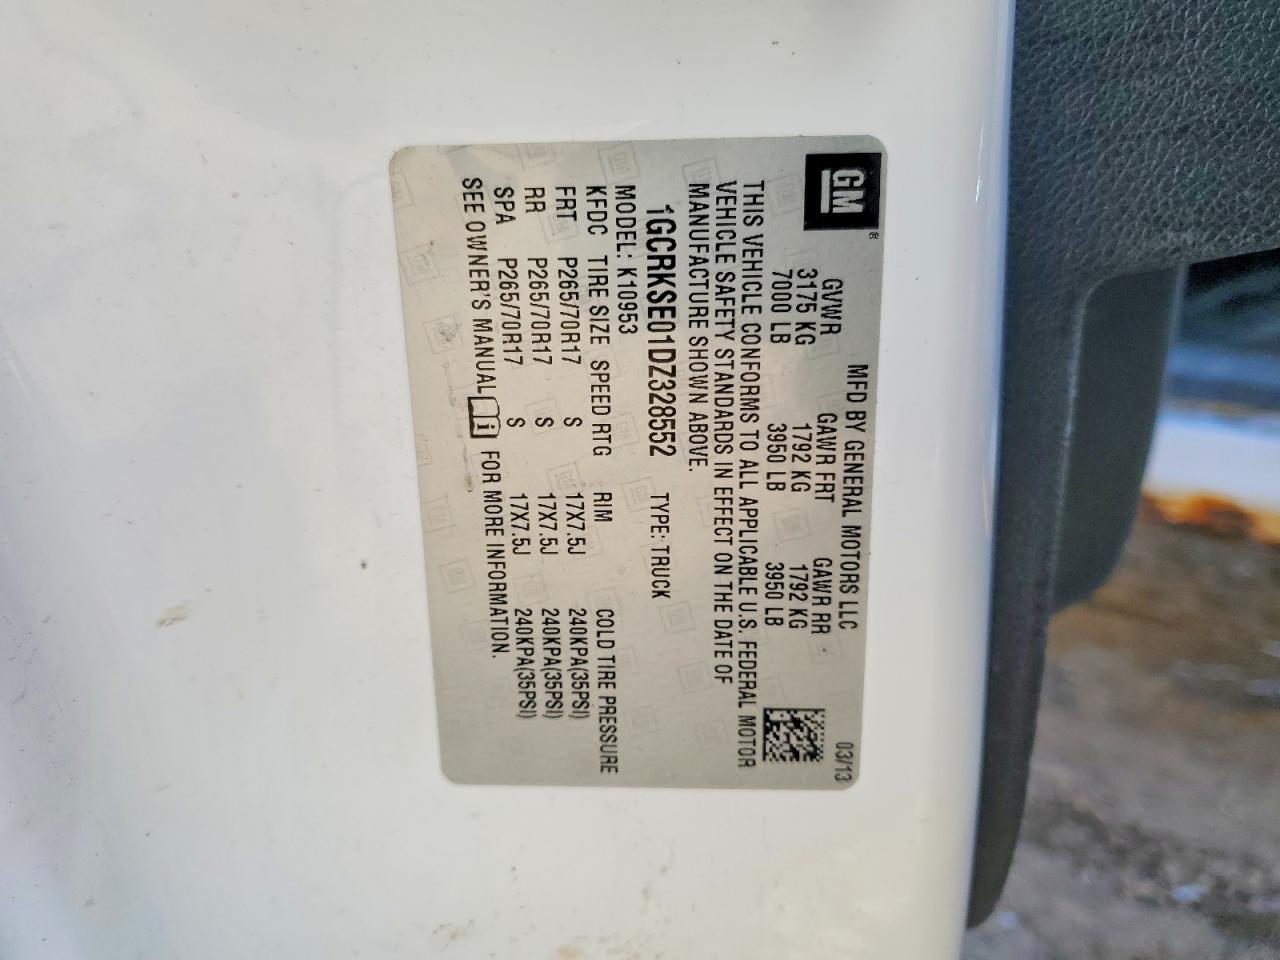 GM ®
MFD BY GENERAL MOTORS LLC 03/13
GVWR GAWR FRT GAWR RR
3175 KG 1792 KG 1792 KG
7000 LB 3950 LB 3950 LB
THIS VEHICLE CONFORMS TO ALL APPLICABLE U.S. FEDERAL MOTOR
VEHICLE SAFETY STANDARDS IN EFFECT ON THE DATE OF
MANUFACTURE SHOWN ABOVE.
1GCRKSE01DZ328552 TYPE: TRUCK
MODEL: K10953
KFDC TIRE SIZE SPEED RTG RIM COLD TIRE PRESSURE
FRT P265/70R17 S 17X7.5J 240KPA(35PSI)
RR P265/70R17 S 17X7.5J 240KPA(35PSI)
SPA P265/70R17 S 17X7.5J 240KPA(35PSI)
SEE OWNER'S MANUAL i FOR MORE INFORMATION.